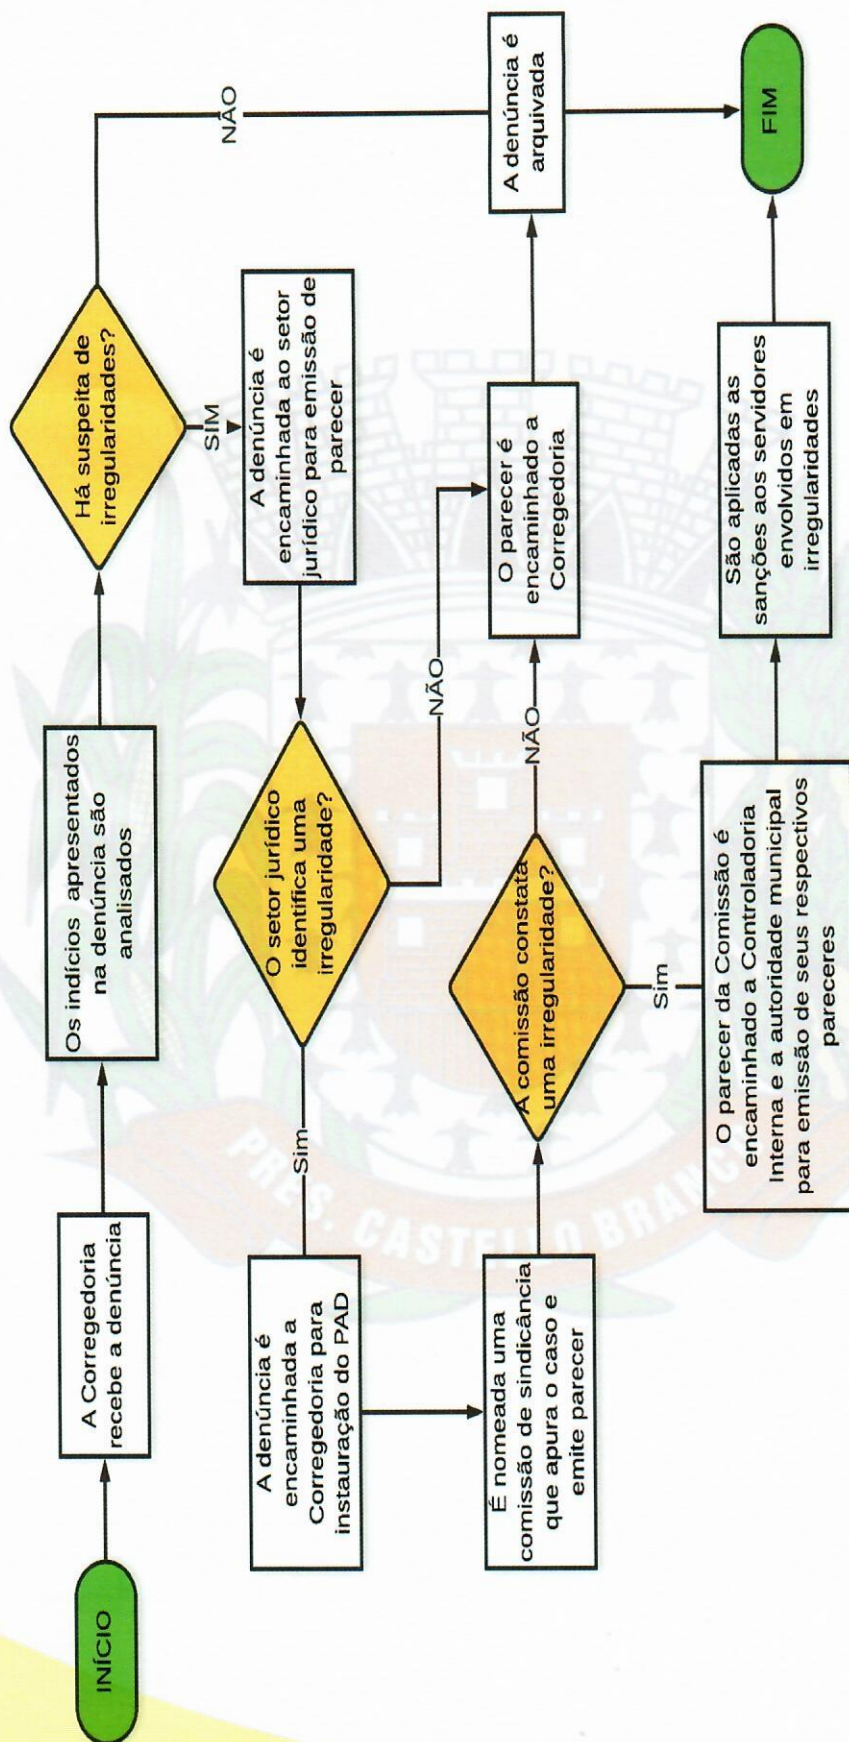 INÍCIO
A Corregedoria
recebe a denúncia
Os indícios apresentados
na denúncia são
analisados
Há suspeita de
irregularidades?
NÃO
SIM
A denúncia é
encaminhada ao setor
jurídico para emissão de
parecer
O setor jurídico
identifica uma
irregularidade?
NÃO
Sim
A denúncia é
encaminhada a
Corregedoria para
instauração do PAD
É nomeada uma
comissão de sindicância
que apura o caso e
emite parecer
A comissão constata
uma irregularidade?
NÃO
Sim
O parecer é
encaminhado a
Corregedoria
A denúncia é
arquivada
O parecer da Comissão é
encaminhado a Controladoria
Interna e a autoridade municipal
para emissão de seus respectivos
pareceres
São aplicadas as
sanções aos servidores
envolvidos em
irregularidades
FIM
PRES. CASTELLO BRANCO